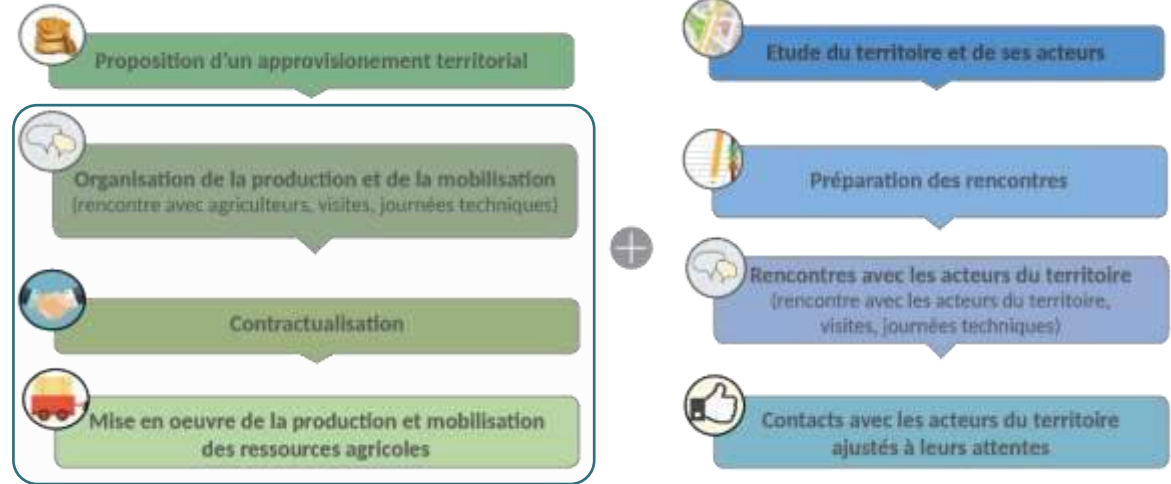 Proposition d'un approvisionement territorial
Organisation de la production et de la mobilisation
(rencontre avec agriculteurs, visites, journées techniques)
Contractualisation
Mise en oeuvre de la production et mobilisation
des ressources agricoles
Etude du territoire et de ses acteurs
Préparation des rencontres
Rencontres avec les acteurs du territoire
(rencontre avec les acteurs du territoire,
visites, journées techniques)
Contacts avec les acteurs du territoire
ajustés à leurs attentes